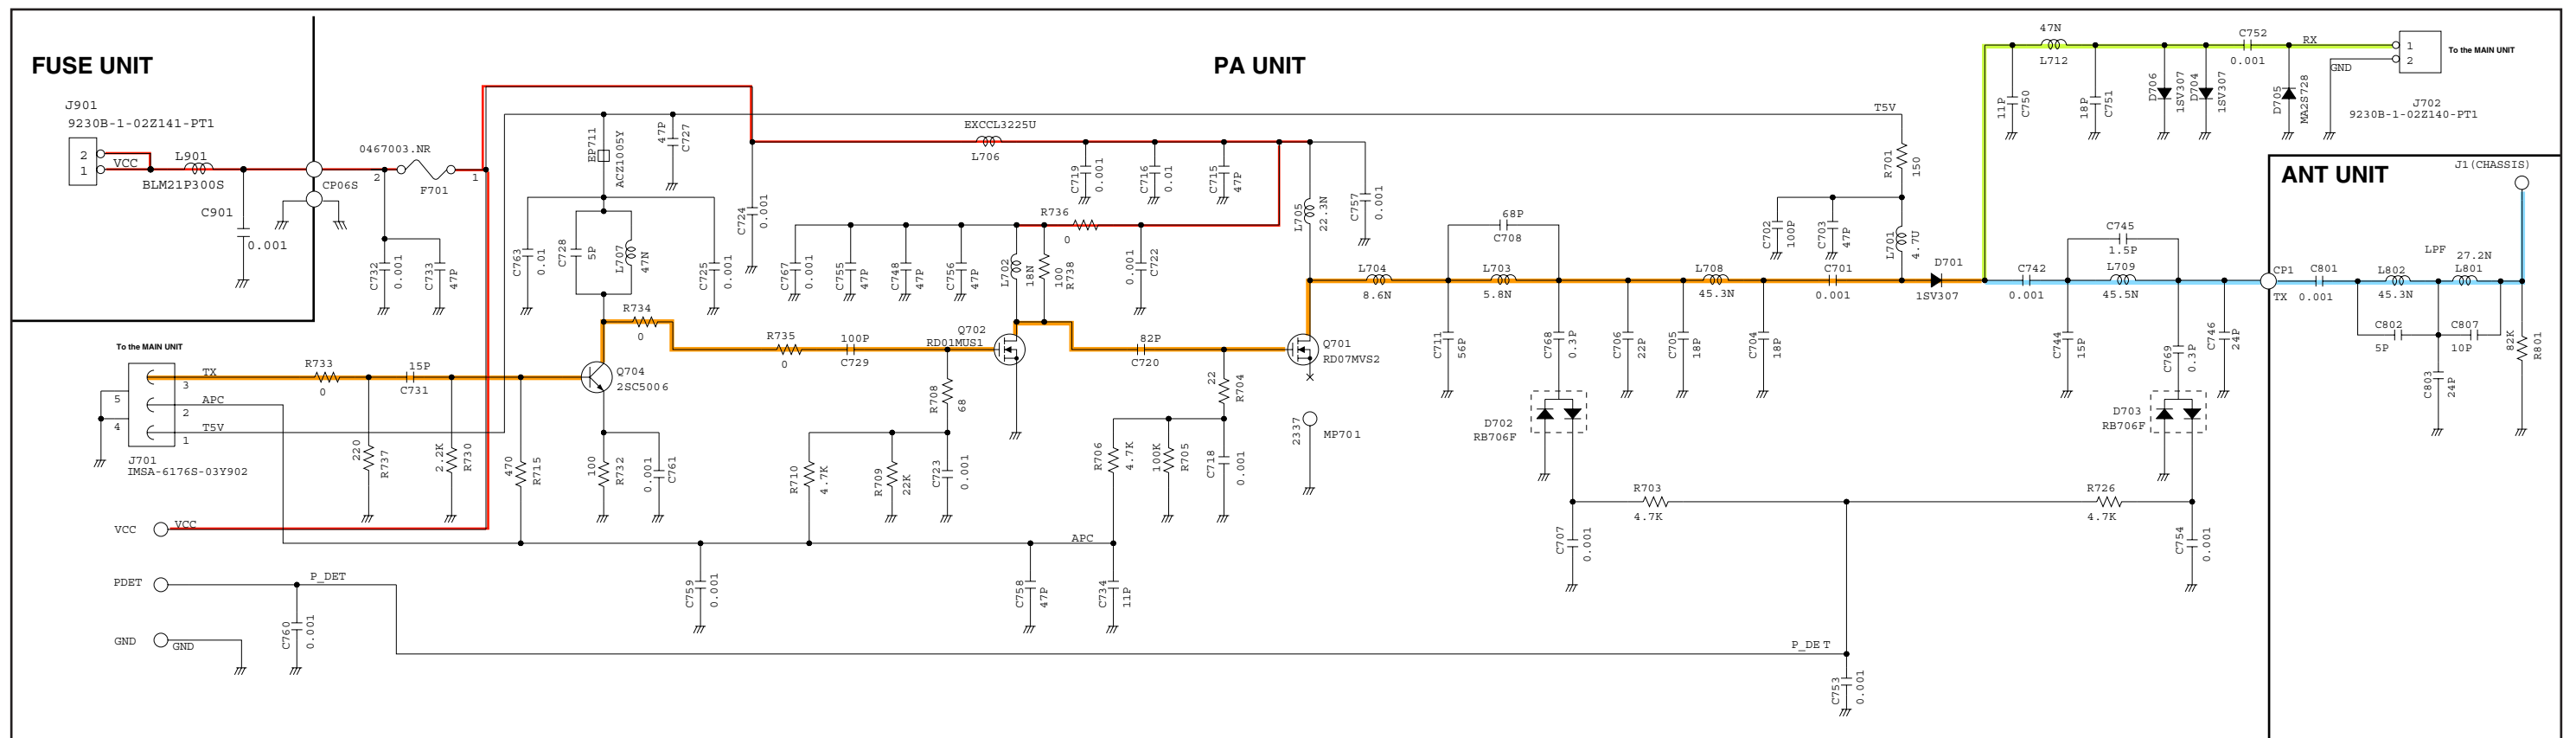 FUSE UNIT
PA UNIT
ANT UNIT
J901
9230B-1-02Z141-PT1
2
1
VCC
L901
BLM21P300S
C901
0.001
CP06S
0467003.NR
2
F701
1
C732
0.001
C733
47P
EP711
ACZ1005Y
47P
C727
C763
0.01
C728
5P
L707
47N
C725
0.001
C724
0.001
EXCCL3225U
L706
C719
0.001
C716
0.01
C715
47P
R736
0
C767
0.001
C755
47P
C748
47P
C756
47P
L702
18N
100
R738
0.001
C722
L705
22.3N
C757
0.001
T5V
R701
150
C702
100P
C703
47P
L701
4.7U
47N
L712
C752
0.001
RX
1
2
To the MAIN UNIT
GND
J702
9230B-1-02Z140-PT1
11P
C750
18P
C751
D706
1SV307
D704
1SV307
D705
MA2S728
J1(CHASSIS)
To the MAIN UNIT
TX
3
APC
2
T5V
1
5
4
J701
IMSA-6176S-03Y902
R733
0
15P
C731
220
R737
2.2K
R730
470
R715
R734
0
Q704
2SC5006
100
R732
0.001
C761
R735
0
100P
C729
Q702
RD01MUS1
R708
68
R710
4.7K
R709
22K
C723
0.001
82P
C720
Q701
RD07MVS2
22
R704
R706
4.7K
100K
R705
C718
0.001
2337
MP701
L704
8.6N
68P
C708
L703
5.8N
C711
56P
C768
0.3P
C706
22P
C705
18P
L708
45.3N
C704
18P
C701
0.001
D701
1SV307
C742
0.001
C745
1.5P
L709
45.5N
C744
15P
C769
0.3P
C746
24P
CP1
TX
C801
0.001
LPF
27.2N
L802
45.3N
L801
C802
5P
C807
10P
C803
24P
82K
R801
D702
RB706F
D703
RB706F
R703
4.7K
R726
4.7K
C707
0.001
C754
0.001
VCC
VCC
APC
C759
0.001
C758
47P
C734
11P
PDET
P_DET
C760
0.001
GND
GND
P_DET
C753
0.001